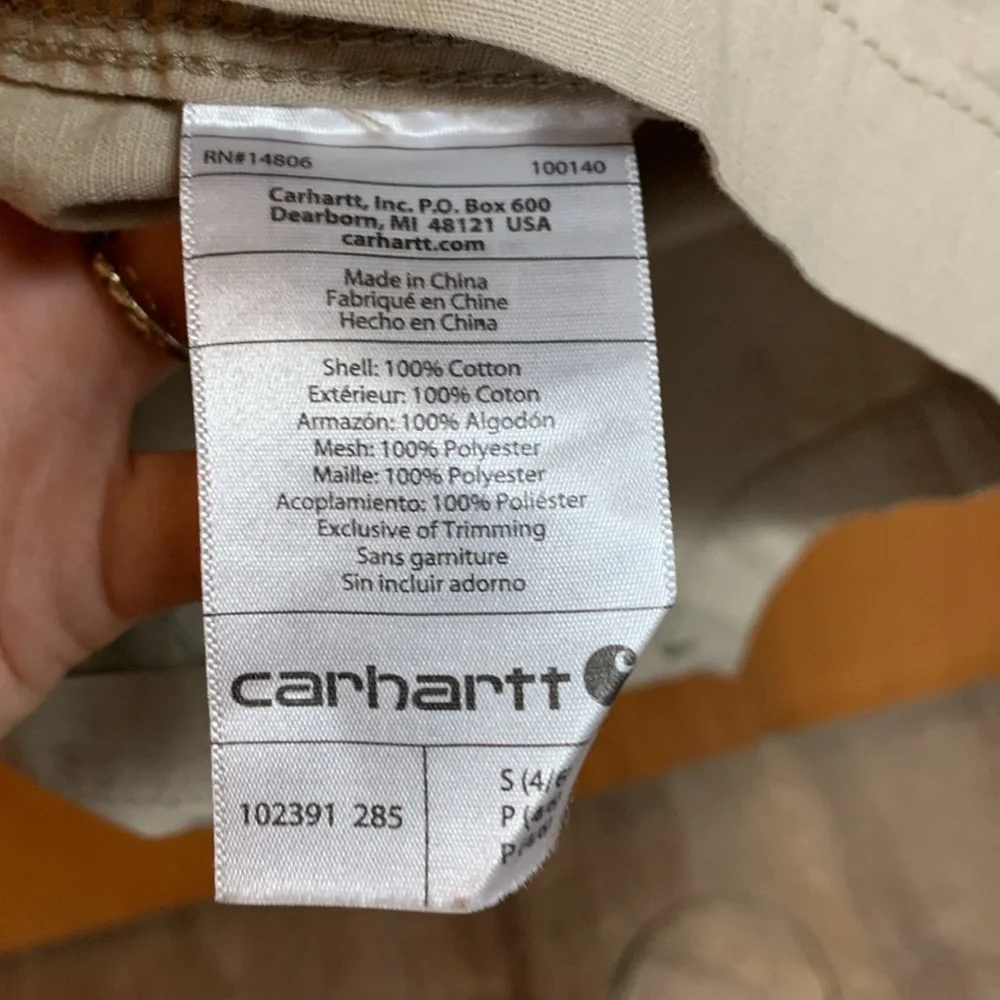 RN#14806 100140
Carhartt, Inc. P.O. Box 600
Dearborn, MI 48121 USA
carhartt.com
Made in China
Fabriqué en Chine
Hecho en China
Shell: 100% Cotton
Extérieur: 100% Coton
Armazón: 100% Algodón
Mesh: 100% Polyester
Maille: 100% Polyester
Acoplamiento: 100% Poliéster
Exclusive of Trimming
Sans garniture
Sin incluir adorno
carhartt
102391 285
S (4/6
P
P